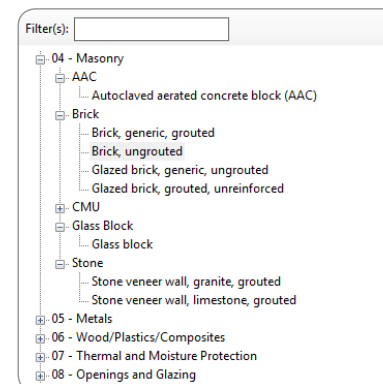 Filter(s):
04 - Masonry
AAC
Autoclaved aerated concrete block (AAC)
Brick
Brick, generic, grouted
Brick, ungrouted
Glazed brick, generic, ungrouted
Glazed brick, grouted, unreinforced
CMU
Glass Block
Glass block
Stone
Stone veneer wall, granite, grouted
Stone veneer wall, limestone, grouted
05 - Metals
06 - Wood/Plastics/Composites
07 - Thermal and Moisture Protection
08 - Openings and Glazing